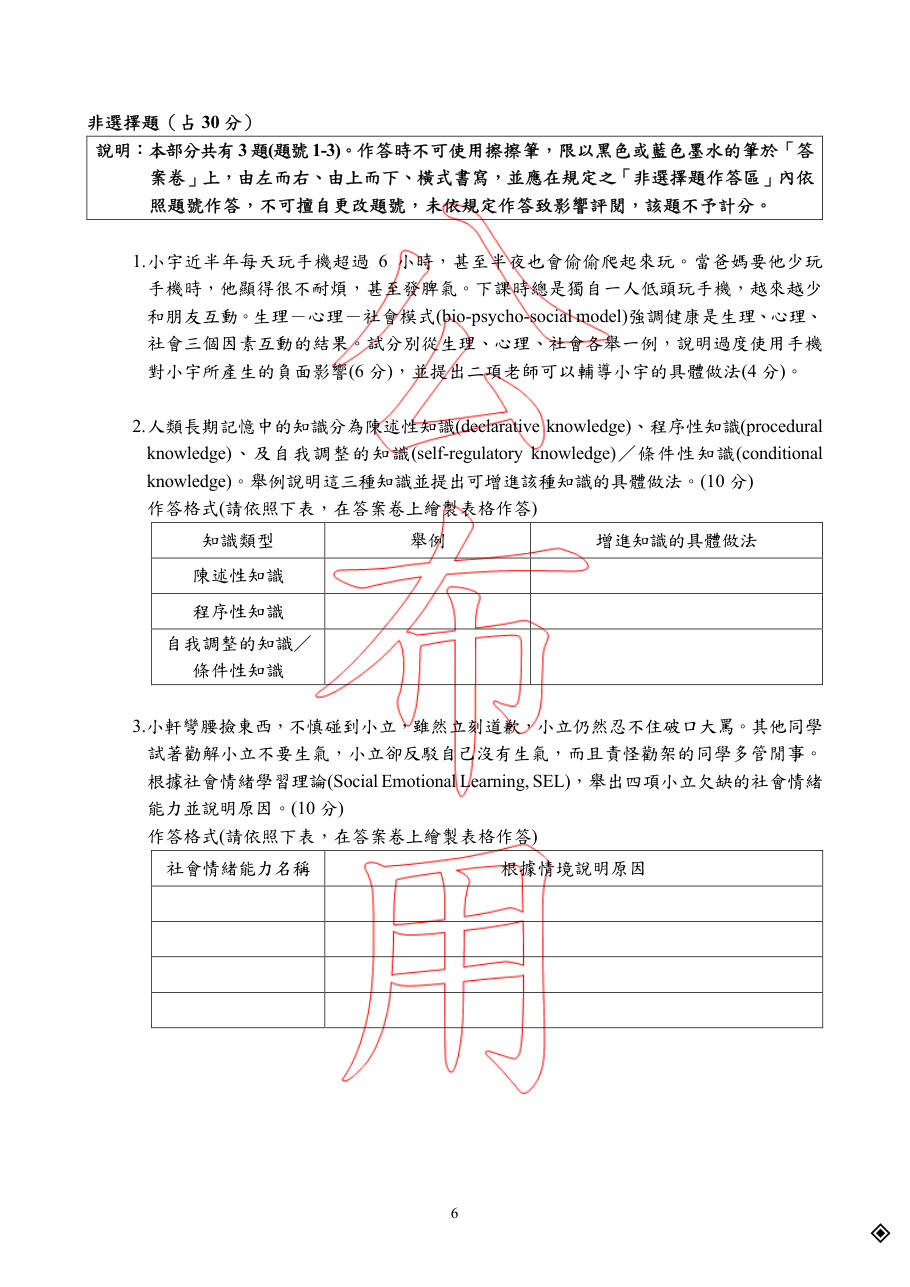 非選擇題（占 30 分）
說明：本部分共有 3 題(題號 1-3)。作答時不可使用擦擦筆，限以黑色或藍色墨水的筆於「答
案卷」上，由左而右、由上而下、橫式書寫，並應在規定之「非選擇題作答區」內依
照題號作答，不可擅自更改題號，未依規定作答致影響評閱，該題不予計分。
1.小宇近半年每天玩手機超過 6 小時，甚至半夜也會偷偷爬起來玩。當爸媽要他少玩
手機時，他顯得很不耐煩，甚至發脾氣。下課時總是獨自一人低頭玩手機，越來越少
和朋友互動。生理－心理－社會模式(bio-psycho-social model)強調健康是生理、心理、
社會三個因素互動的結果。試分別從生理、心理、社會各舉一例，說明過度使用手機
對小宇所產生的負面影響(6 分)，並提出二項老師可以輔導小宇的具體做法(4 分)。
2.人類長期記憶中的知識分為陳述性知識(declarative knowledge)、程序性知識(procedural
knowledge)、及自我調整的知識(self-regulatory knowledge)／條件性知識(conditional
knowledge)。舉例說明這三種知識並提出可增進該種知識的具體做法。(10 分)
作答格式(請依照下表，在答案卷上繪製表格作答)
知識類型 舉例 增進知識的具體做法
陳述性知識
程序性知識
自我調整的知識／
條件性知識
3.小軒彎腰撿東西，不慎碰到小立，雖然立刻道歉，小立仍然忍不住破口大罵。其他同學
試著勸解小立不要生氣，小立卻反駁自己沒有生氣，而且責怪勸架的同學多管閒事。
根據社會情緒學習理論(Social Emotional Learning, SEL)，舉出四項小立欠缺的社會情緒
能力並說明原因。(10 分)
作答格式(請依照下表，在答案卷上繪製表格作答)
社會情緒能力名稱 根據情境說明原因
公布用
6